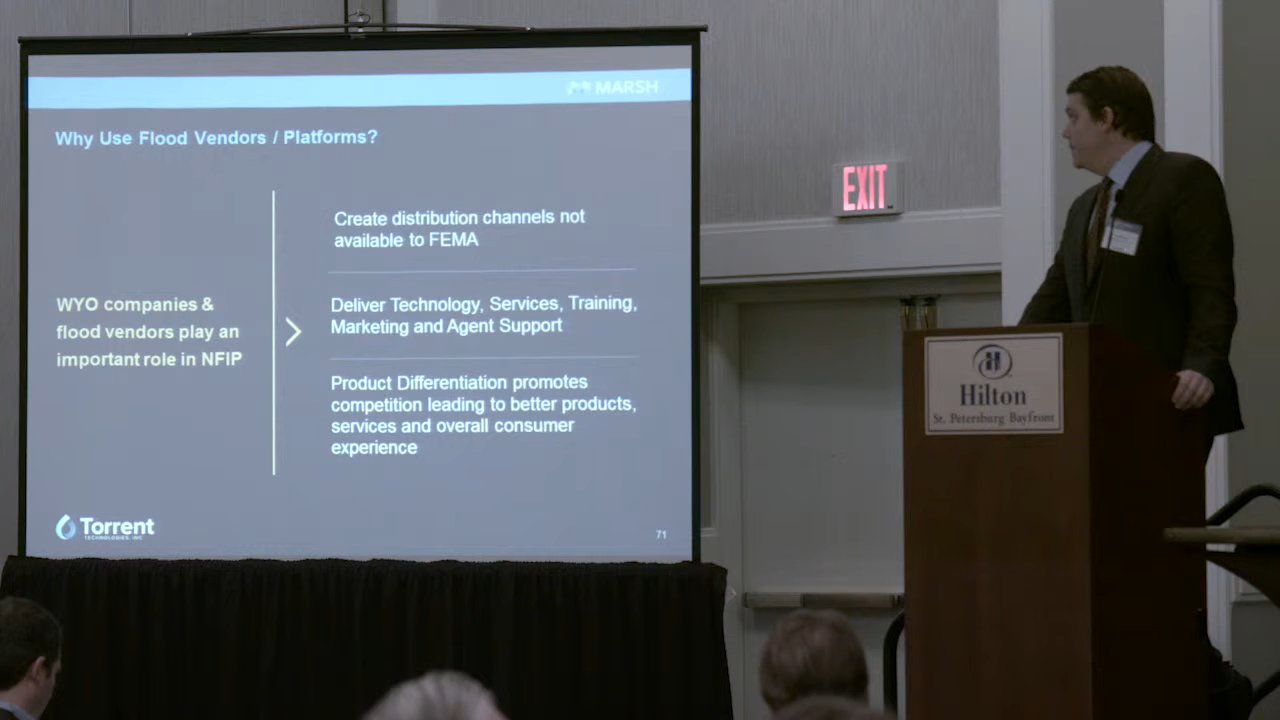 MARSH
Why Use Flood Vendors / Platforms?
WYO companies &
flood vendors play an
important role in NFIP
Create distribution channels not
available to FEMA
Deliver Technology, Services, Training,
Marketing and Agent Support
Product Differentiation promotes
competition leading to better products,
services and overall consumer
experience
Torrent
TECHNOLOGIES, INC
71
EXIT
Hilton
St. Petersburg Bayfront